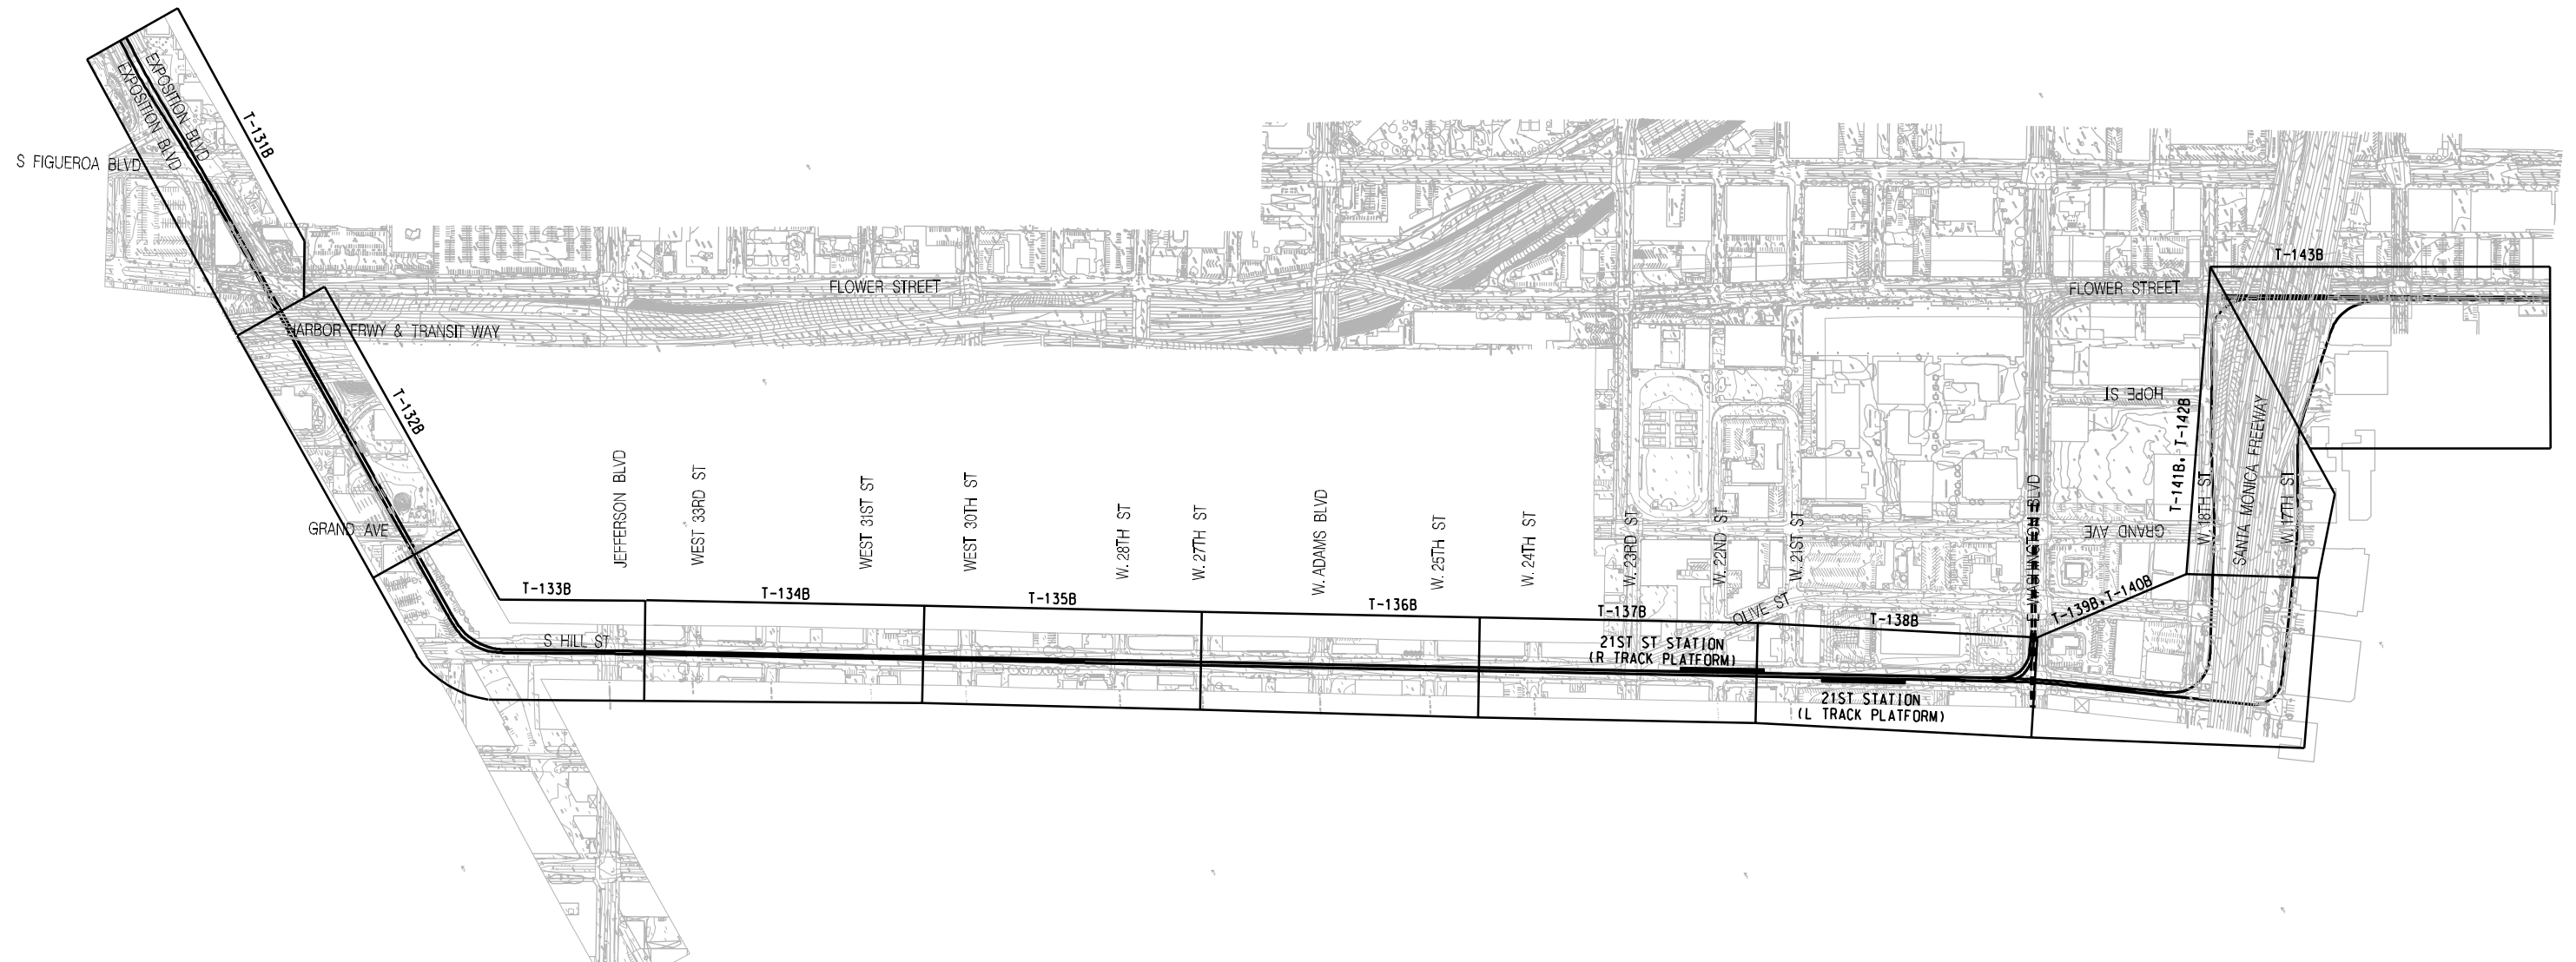 EXPOSITION BLVD
EXPOSITION BLVD
T-131B
S FIGUEROA BLVD
T-143B
FLOWER STREET
FLOWER STREET
HARBOR FRWY & TRANSIT WAY
T-132B
HOPE ST
T-141B, T-142B
SANTA MONICA FREEWAY
GRAND AVE
JEFFERSON BLVD
WEST 33RD ST
WEST 31ST ST
WEST 30TH ST
W. 28TH ST
W. 27TH ST
W. ADAMS BLVD
W. 25TH ST
W. 24TH ST
W. 23RD ST
W. 22ND ST
W. 21ST ST
WASHINGTON BLVD
GRAND AVE
W. 18TH ST
W. 17TH ST
T-133B
T-134B
T-135B
T-136B
T-137B
OLIVE ST
T-138B
T-139B, T-140B
S HILL ST
21ST ST STATION
(R TRACK PLATFORM)
21ST STATION
(L TRACK PLATFORM)